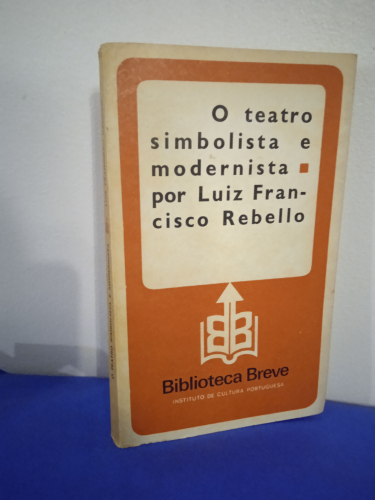 O teatro
simbolista e
modernista ▪
por Luiz Fran-
cisco Rebello
Biblioteca Breve
INSTITUTO DE CULTURA PORTUGUESA